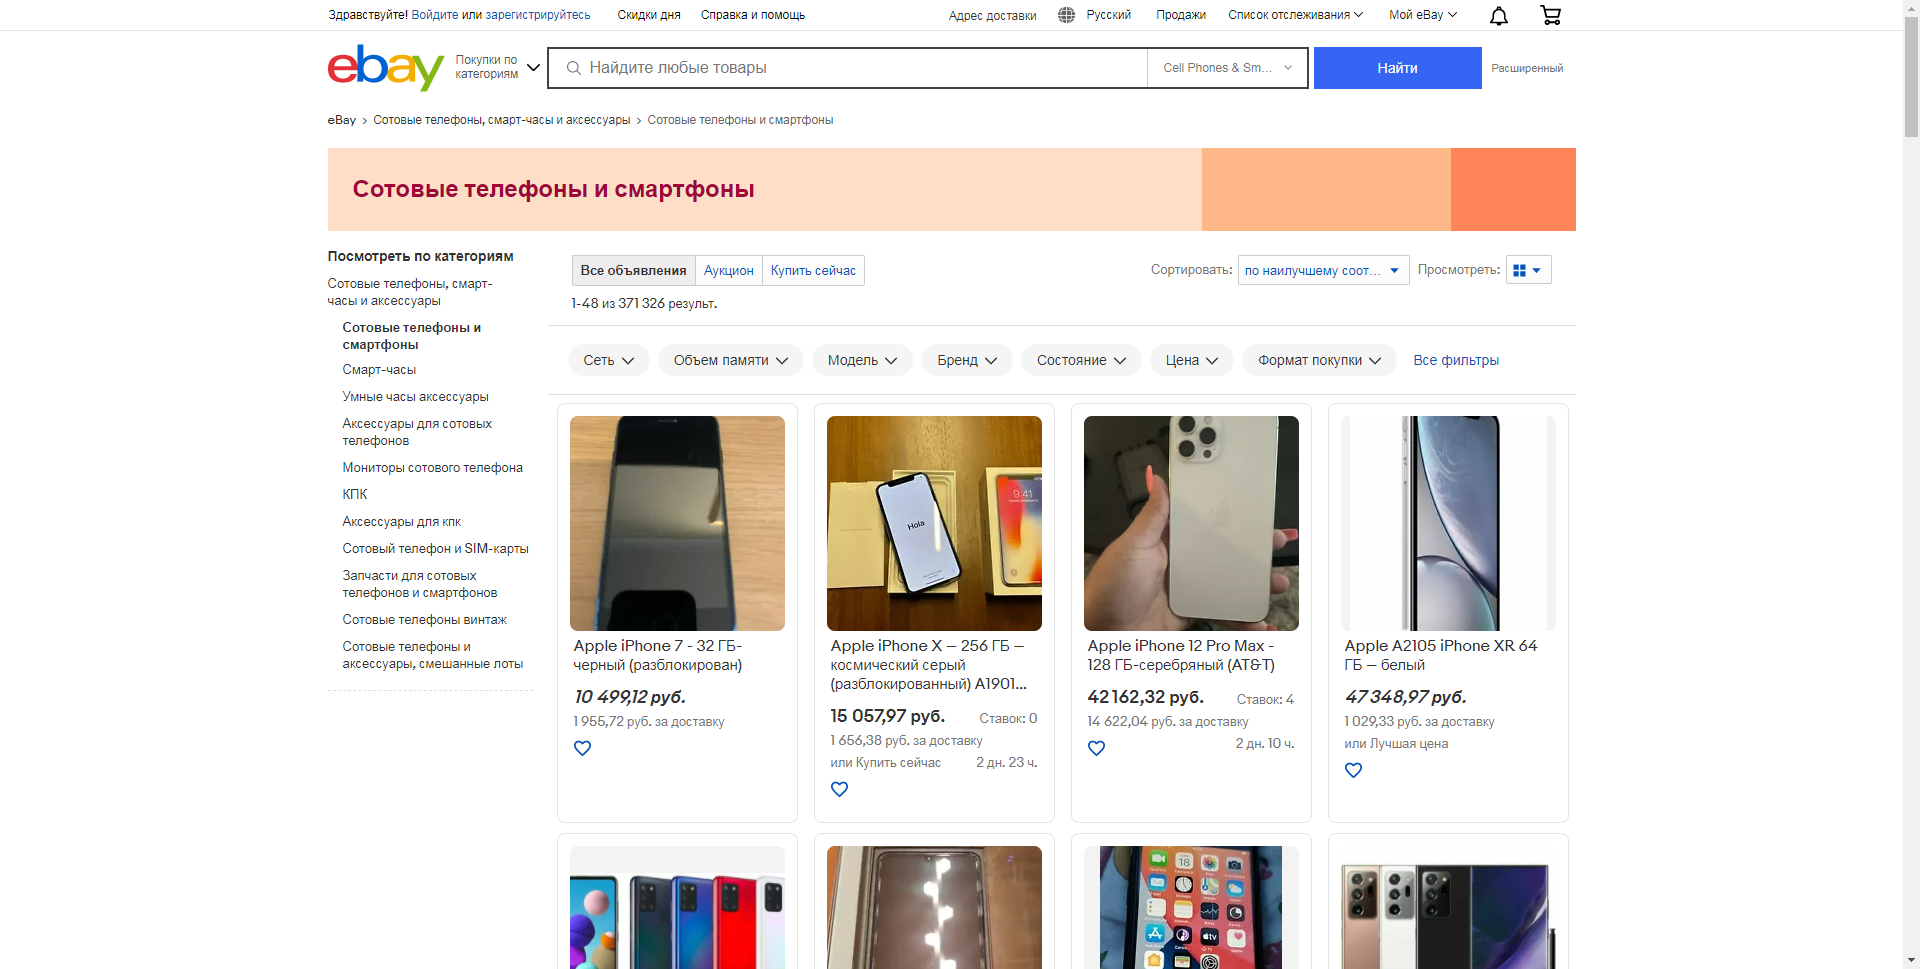 Здравствуйте! Войдите или зарегистрируйтесь
Скидки дня
Справка и помощь
Адрес доставки
Русский
Продажи
Список отслеживания
Мой eBay
ebay
Покупки по
категориям
Найдите любые товары
Cell Phones & Sm...
Найти
Расширенный
eBay
Сотовые телефоны, смарт-часы и аксессуары
Сотовые телефоны и смартфоны
Сотовые телефоны и смартфоны
Посмотреть по категориям
Сотовые телефоны, смарт-
часы и аксессуары
Сотовые телефоны и
смартфоны
Смарт-часы
Умные часы аксессуары
Аксессуары для сотовых
телефонов
Мониторы сотового телефона
КПК
Аксессуары для кпк
Сотовый телефон и SIM-карты
Запчасти для сотовых
телефонов и смартфонов
Сотовые телефоны винтаж
Сотовые телефоны и
аксессуары, смешанные лоты
Все объявления
Аукцион
Купить сейчас
Сортировать:
по наилучшему соот...
Просмотреть:
1-48 из 371 326 результ.
Сеть
Объем памяти
Модель
Бренд
Состояние
Цена
Формат покупки
Все фильтры
Apple iPhone 7 - 32 ГБ-
черный (разблокирован)
10 499,12 руб.
1 955,72 руб. за доставку
Hola
9:41
Apple iPhone X – 256 ГБ –
космический серый
(разблокированный) A1901...
15 057,97 руб.
Ставок: 0
1 656,38 руб. за доставку
или Купить сейчас
2 дн. 23 ч.
Apple iPhone 12 Pro Max -
128 ГБ-серебряный (AT&T)
42 162,32 руб.
Ставок: 4
14 622,04 руб. за доставку
2 дн. 10 ч.
Apple A2105 iPhone XR 64
ГБ – белый
47 348,97 руб.
1 029,33 руб. за доставку
или Лучшая цена
18
tv